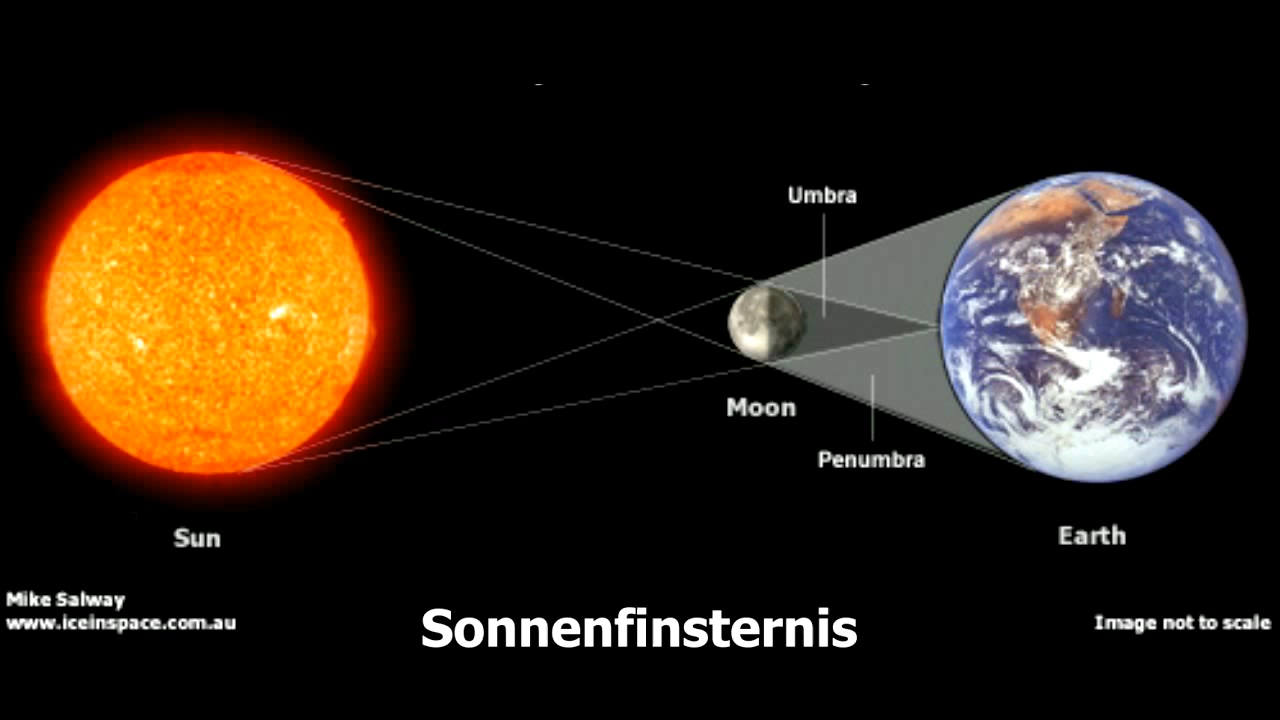 Umbra
Moon
Penumbra
Sun
Earth
Mike Salway
www.iceinspace.com.au
Sonnenfinsternis
Image not to scale